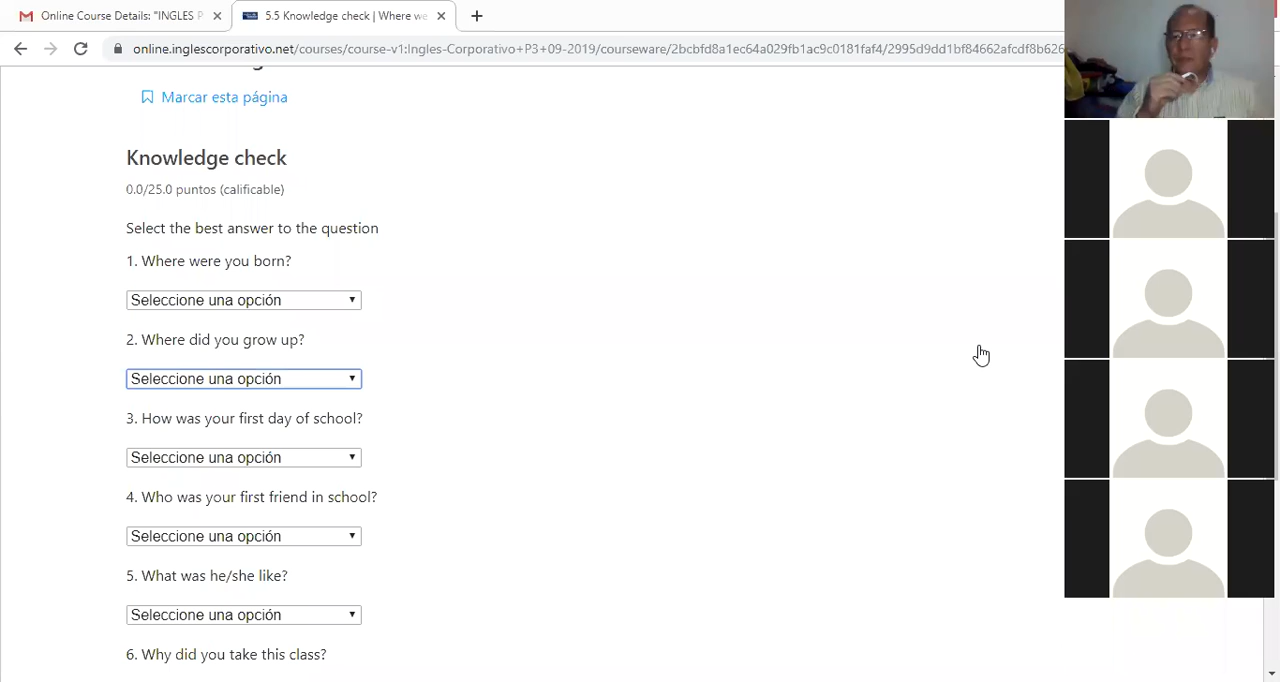 Online Course Details: "INGLES P
5.5 Knowledge check | Where we
online.inglescorporativo.net/courses/course-v1:Ingles-Corporativo+P3+09-2019/courseware/2bcbfd8a1ec64a029fb1ac9c0181faf4/2995d9dd1bf84662afcdf8b626
Marcar esta página
Knowledge check
0.0/25.0 puntos (calificable)
Select the best answer to the question
1. Where were you born?
Seleccione una opción
2. Where did you grow up?
Seleccione una opción
3. How was your first day of school?
Seleccione una opción
4. Who was your first friend in school?
Seleccione una opción
5. What was he/she like?
Seleccione una opción
6. Why did you take this class?